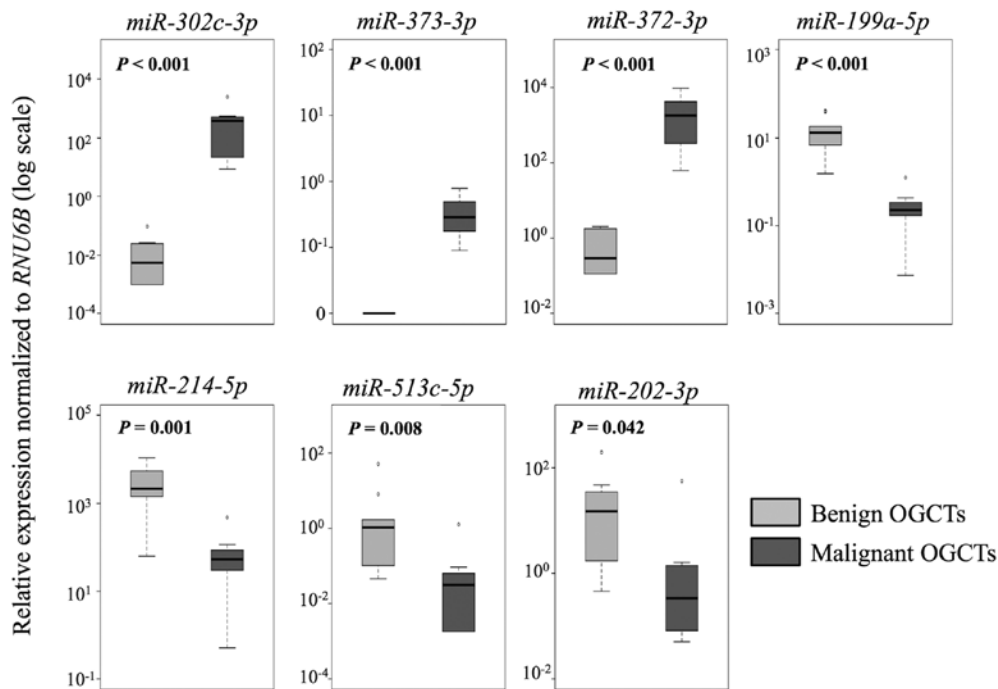 Relative expression normalized to RNU6B (log scale)
miR-302c-3p
P < 0.001
10^4
10^2
10^0
10^-2
10^-4
miR-373-3p
P < 0.001
10^2
10^1
10^0
10^-1
0
miR-372-3p
P < 0.001
10^4
10^2
10^0
10^-2
miR-199a-5p
P < 0.001
10^3
10^1
10^-1
10^-3
miR-214-5p
P = 0.001
10^5
10^3
10^1
10^-1
miR-513c-5p
P = 0.008
10^2
10^0
10^-2
10^-4
miR-202-3p
P = 0.042
10^2
10^0
10^-2
Benign OGCTs
Malignant OGCTs